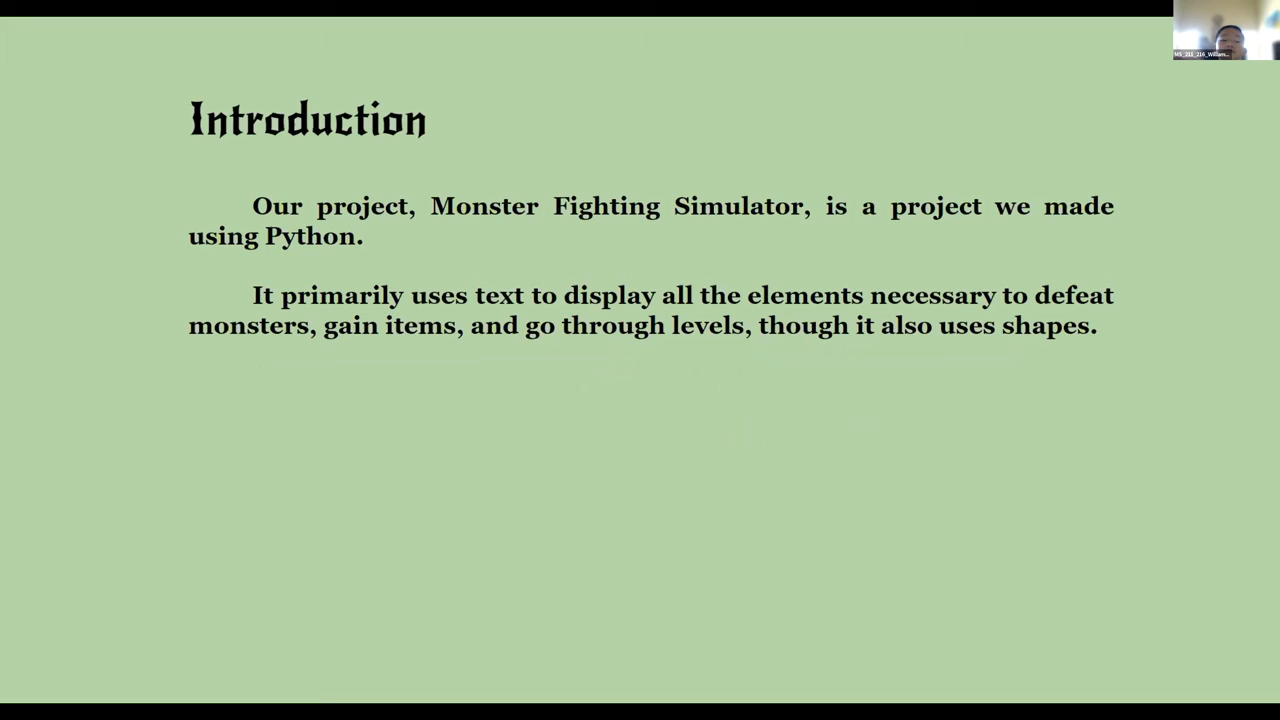 MS_215_216_William...
Introduction
Our project, Monster Fighting Simulator, is a project we made
using Python.
It primarily uses text to display all the elements necessary to defeat
monsters, gain items, and go through levels, though it also uses shapes.